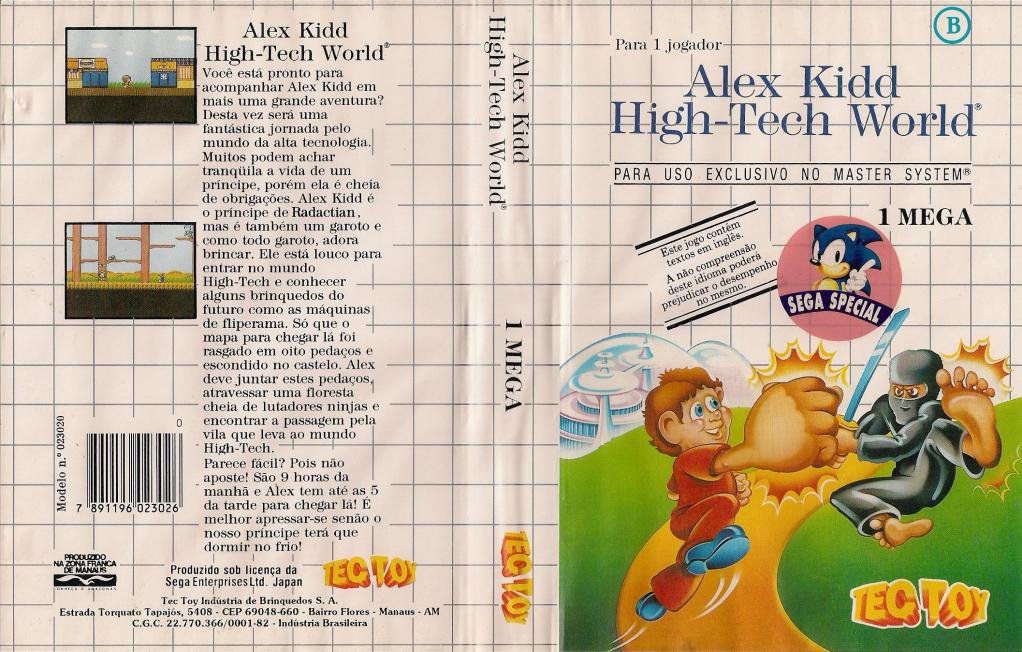 Alex Kidd
High-Tech World®
Você está pronto para
acompanhar Alex Kidd em
mais uma grande aventura?
Desta vez será uma
fantástica jornada pelo
mundo da alta tecnologia.
Muitos podem achar
tranqüila a vida de um
príncipe, porém ela é cheia
de obrigações. Alex Kidd é
o príncipe de Radactian,
mas é também um garoto e
como todo garoto, adora
brincar. Ele está louco para
entrar no mundo
High-Tech e conhecer
alguns brinquedos do
futuro como as máquinas
de fliperama. Só que o
mapa para chegar lá foi
rasgado em oito pedaços e
escondido no castelo. Alex
deve juntar estes pedaços,
atravessar uma floresta
cheia de lutadores ninjas e
encontrar a passagem pela
vila que leva ao mundo
High-Tech.
Parece fácil? Pois não
aposte! São 9 horas da
manhã e Alex tem até as 5
da tarde para chegar lá! É
melhor apressar-se senão o
nosso príncipe terá que
dormir no frio!
Modelo n.º 023020
0
7 891196 023026
PRODUZIDO
NA ZONA FRANCA
DE MANAUS
CONHEÇA O AMAZONAS
Produzido sob licença da
Sega Enterprises Ltd. Japan
TEC TOY
Tec Toy Indústria de Brinquedos S. A.
Estrada Torquato Tapajós, 5408 - CEP 69048-660 - Bairro Flores - Manaus - AM
C.G.C. 22.770.366/0001-82 - Indústria Brasileira
Alex Kidd
High-Tech World®
1 MEGA
TEC TOY
B
Para 1 jogador
Alex Kidd
High-Tech World®
PARA USO EXCLUSIVO NO MASTER SYSTEM®
1 MEGA
Este jogo contém
textos em inglês.
A não compreensão
deste idioma poderá
prejudicar o desempenho
no mesmo.
SEGA SPECIAL
TEC TOY